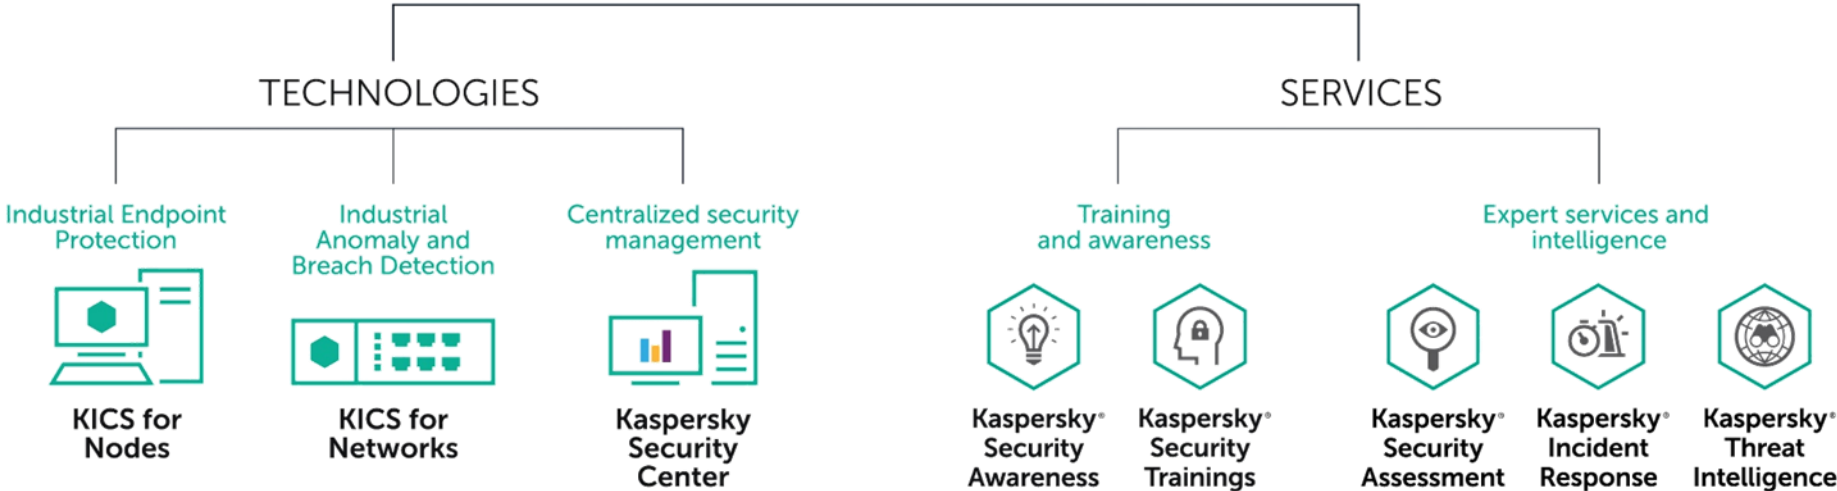 TECHNOLOGIES
SERVICES
Industrial Endpoint
Protection
Industrial
Anomaly and
Breach Detection
Centralized security
management
Training
and awareness
Expert services and
intelligence
KICS for
Nodes
KICS for
Networks
Kaspersky
Security
Center
Kaspersky®
Security
Awareness
Kaspersky®
Security
Trainings
Kaspersky®
Security
Assessment
Kaspersky®
Incident
Response
Kaspersky®
Threat
Intelligence